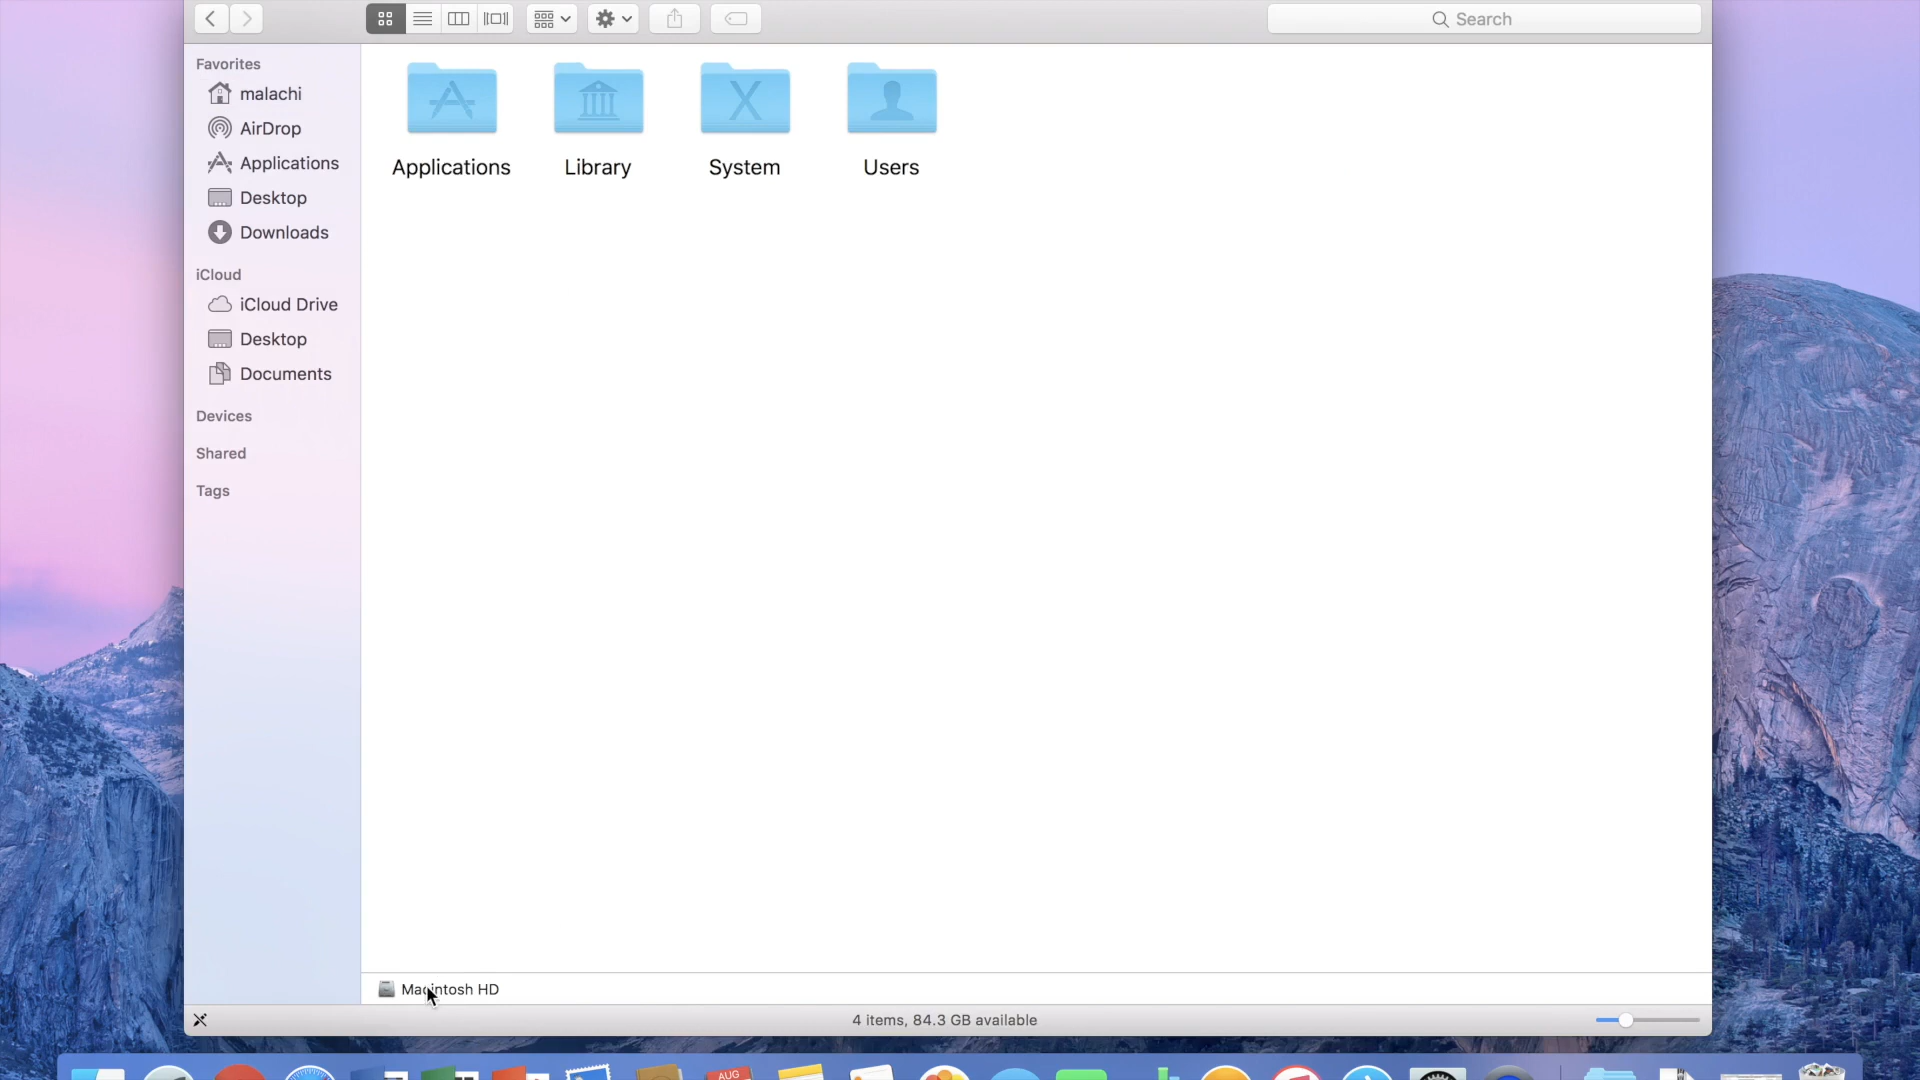 Search
Favorites
malachi
AirDrop
Applications
Desktop
Downloads
iCloud
iCloud Drive
Desktop
Documents
Devices
Shared
Tags
Applications
Library
System
Users
Macintosh HD
4 items, 84.3 GB available
AUG